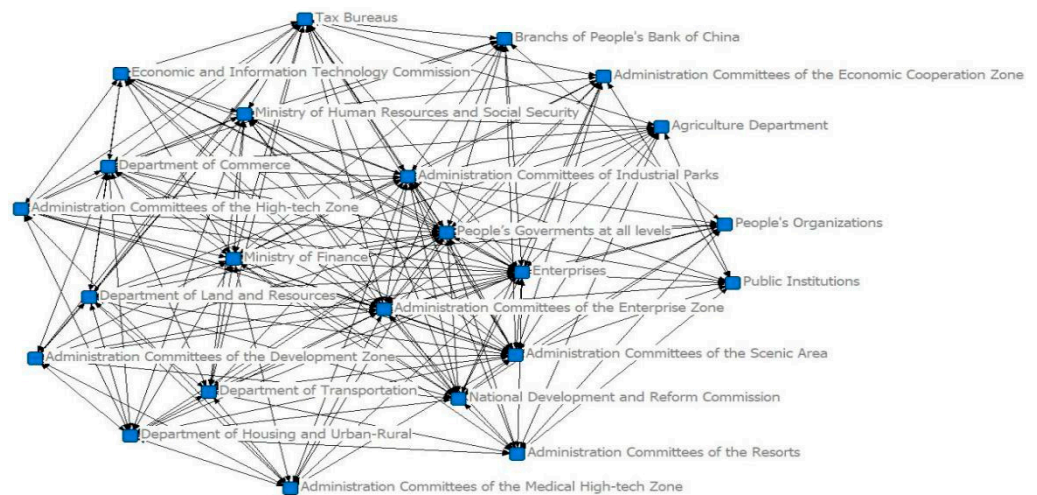 Tax Bureaus
Branchs of People's Bank of China
Economic and Information Technology Commission
Administration Committees of the Economic Cooperation Zone
Ministry of Human Resources and Social Security
Agriculture Department
Department of Commerce
Administration Committees of Industrial Parks
Administration Committees of the High-tech Zone
People's Organizations
People's Goverments at all levels
Ministry of Finance
Enterprises
Public Institutions
Department of Land and Resources
Administration Committees of the Enterprise Zone
Administration Committees of the Development Zone
Administration Committees of the Scenic Area
Department of Transportation
National Development and Reform Commission
Department of Housing and Urban-Rural
Administration Committees of the Resorts
Administration Committees of the Medical High-tech Zone